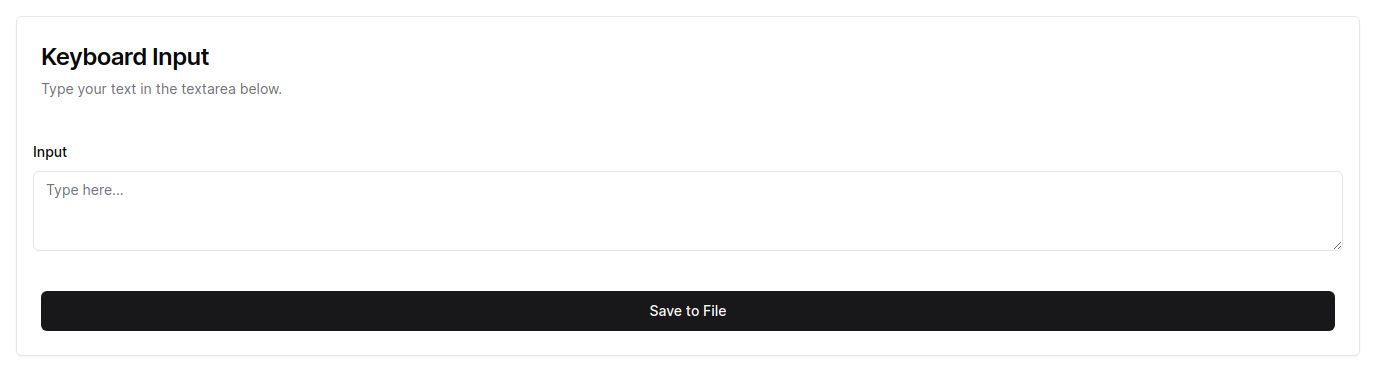 Keyboard Input
Type your text in the textarea below.
Input
Type here...
Save to File